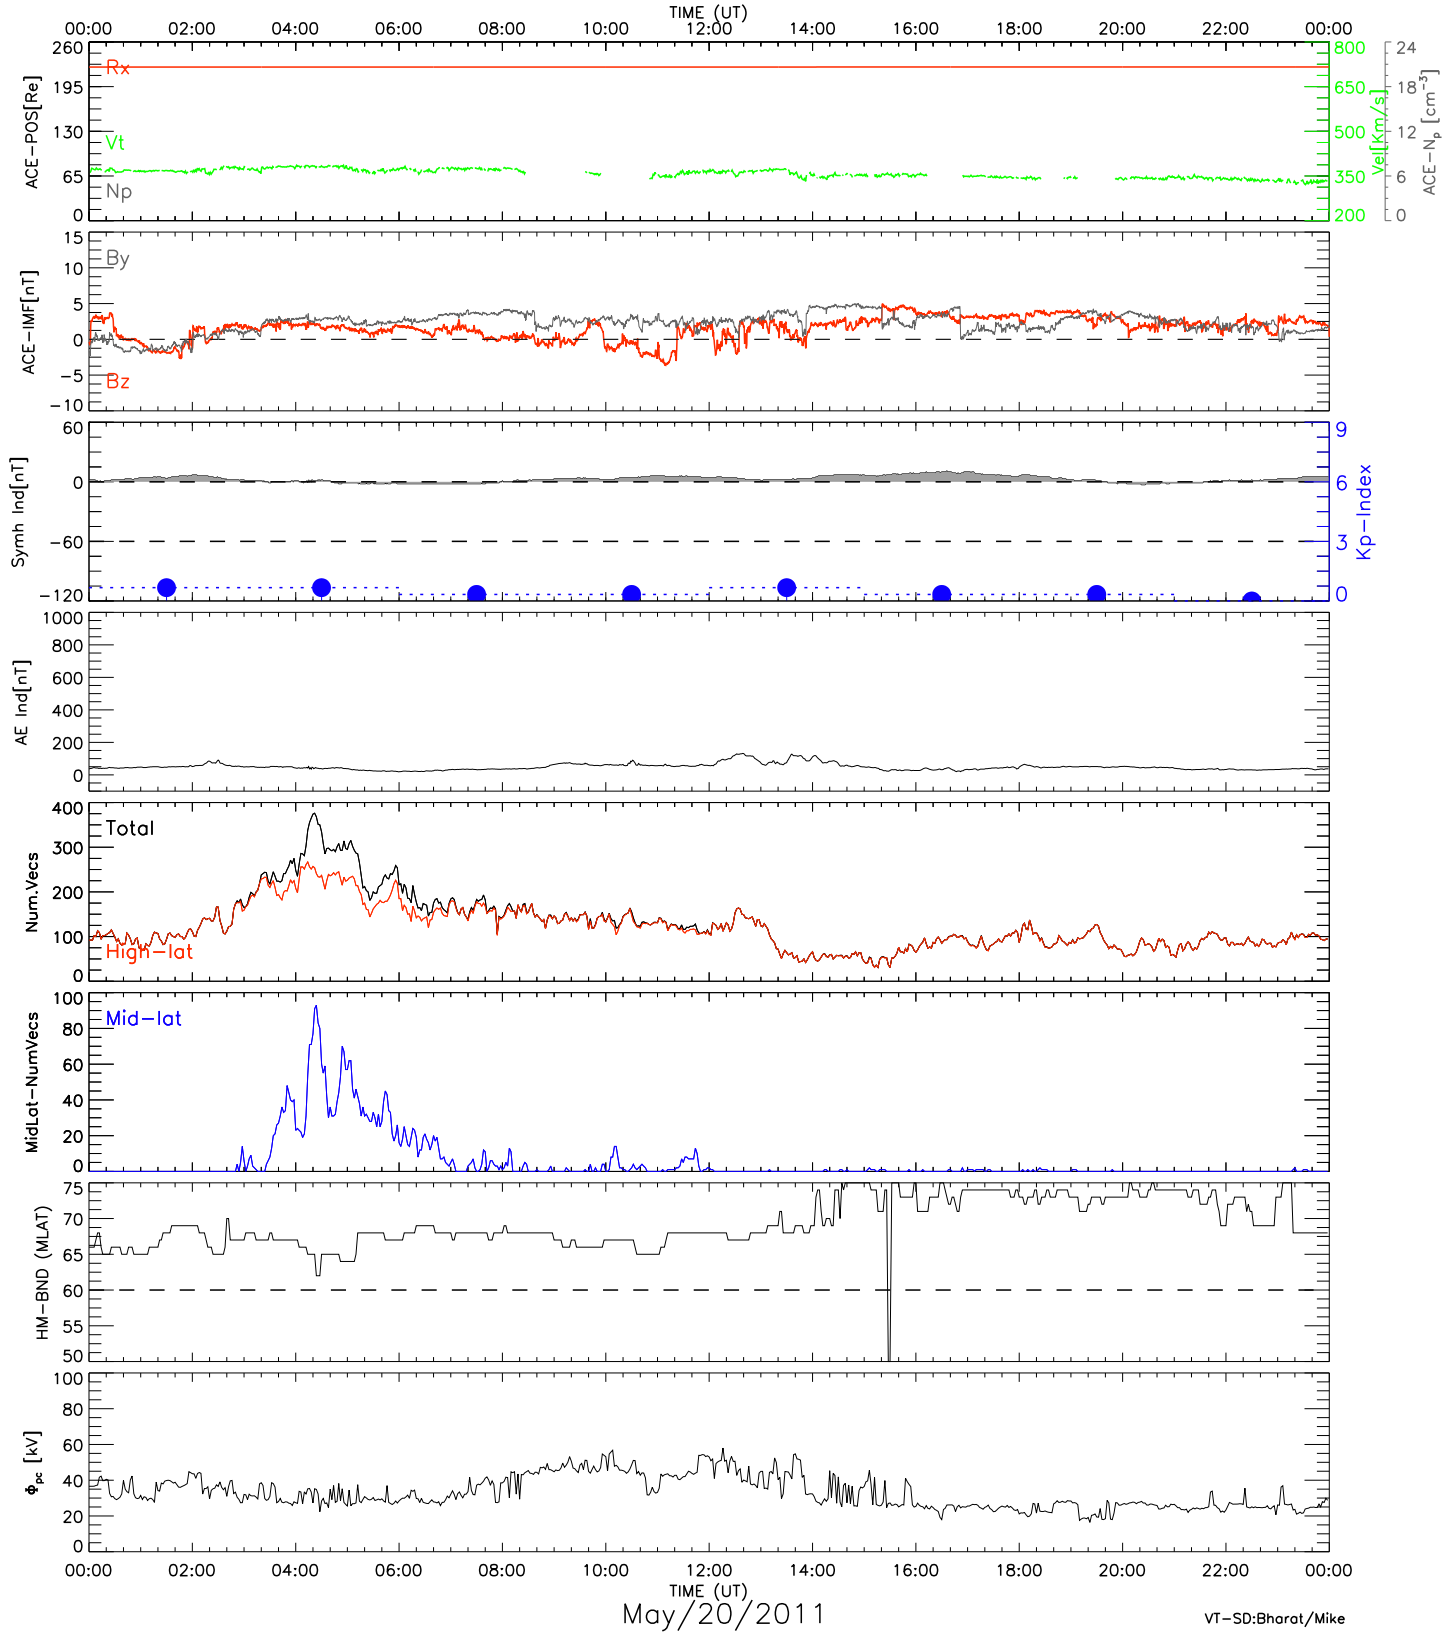 TIME (UT)
00:00 02:00 04:00 06:00 08:00 10:00 12:00 14:00 16:00 18:00 20:00 22:00 00:00
ACE-POS[Re]
260
195
130
65
0
Rx
Vt
Np
800
650
500
350
200
Vel[Km/s]
24
18
12
6
0
ACE-Np [cm-3]
ACE-IMF[nT]
15
10
5
0
-5
-10
By
Bz
Symh Ind[nT]
60
0
-60
-120
9
6
3
0
Kp-Index
AE Ind[nT]
1000
800
600
400
200
0
Num.Vecs
400
300
200
100
0
Total
High-lat
MidLat-NumVecs
100
80
60
40
20
0
Mid-lat
HM-BND (MLAT)
75
70
65
60
55
50
Φpc [kV]
100
80
60
40
20
0
00:00 02:00 04:00 06:00 08:00 10:00 12:00 14:00 16:00 18:00 20:00 22:00 00:00
TIME (UT)
May/20/2011
VT-SD:Bharat/Mike